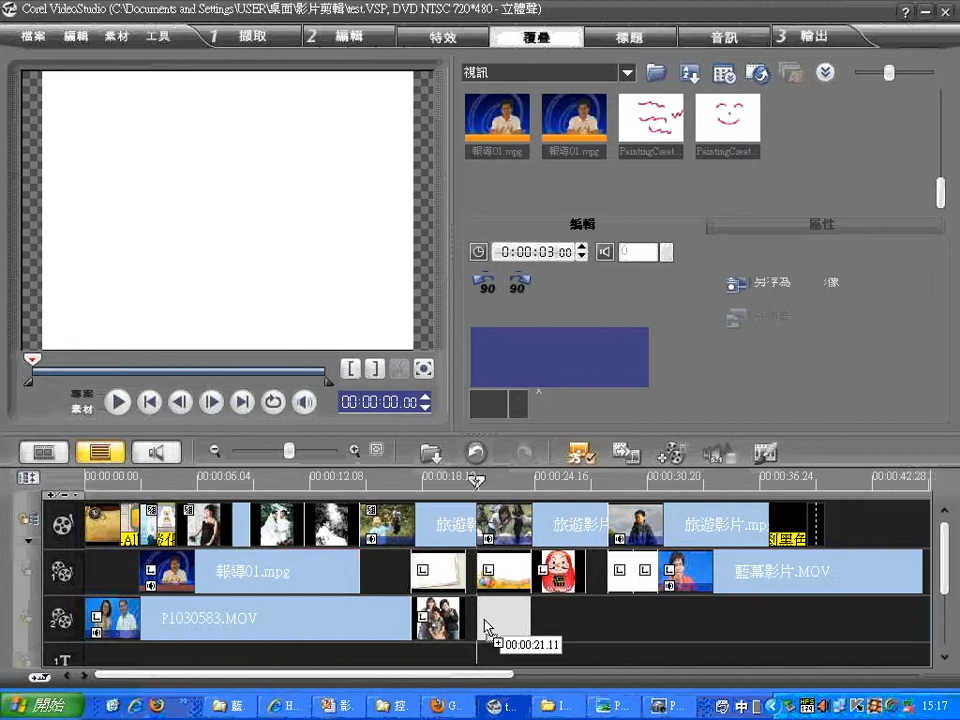 Corel VideoStudio (C:\Documents and Settings\USER\桌面\影片剪輯\test.VSP, DVD NTSC 720*480 - 立體聲)
檔案 編輯 素材 工具 1 擷取 2 編輯 特效 覆疊 標題 音訊 3 輸出
視訊
報導01.mpg 報導01.mpg PaintingCreat... PaintingCreat...
編輯 屬性
0:00:03.00 0
90 90 另存為
專案
素材
00:00:00.00
00:00:00.00 00:00:06.04 00:00:12.08 00:00:18.12 00:00:24.16 00:00:30.20 00:00:36.24 00:00:42.28
旅遊 旅遊影片 旅遊影片.mp
報導01.mpg 藍幕影片.MOV
P1030583.MOV
00:00:21.11
1T
開始 藍. H. 影. 控. G. t... I... P... P... 中 15:17